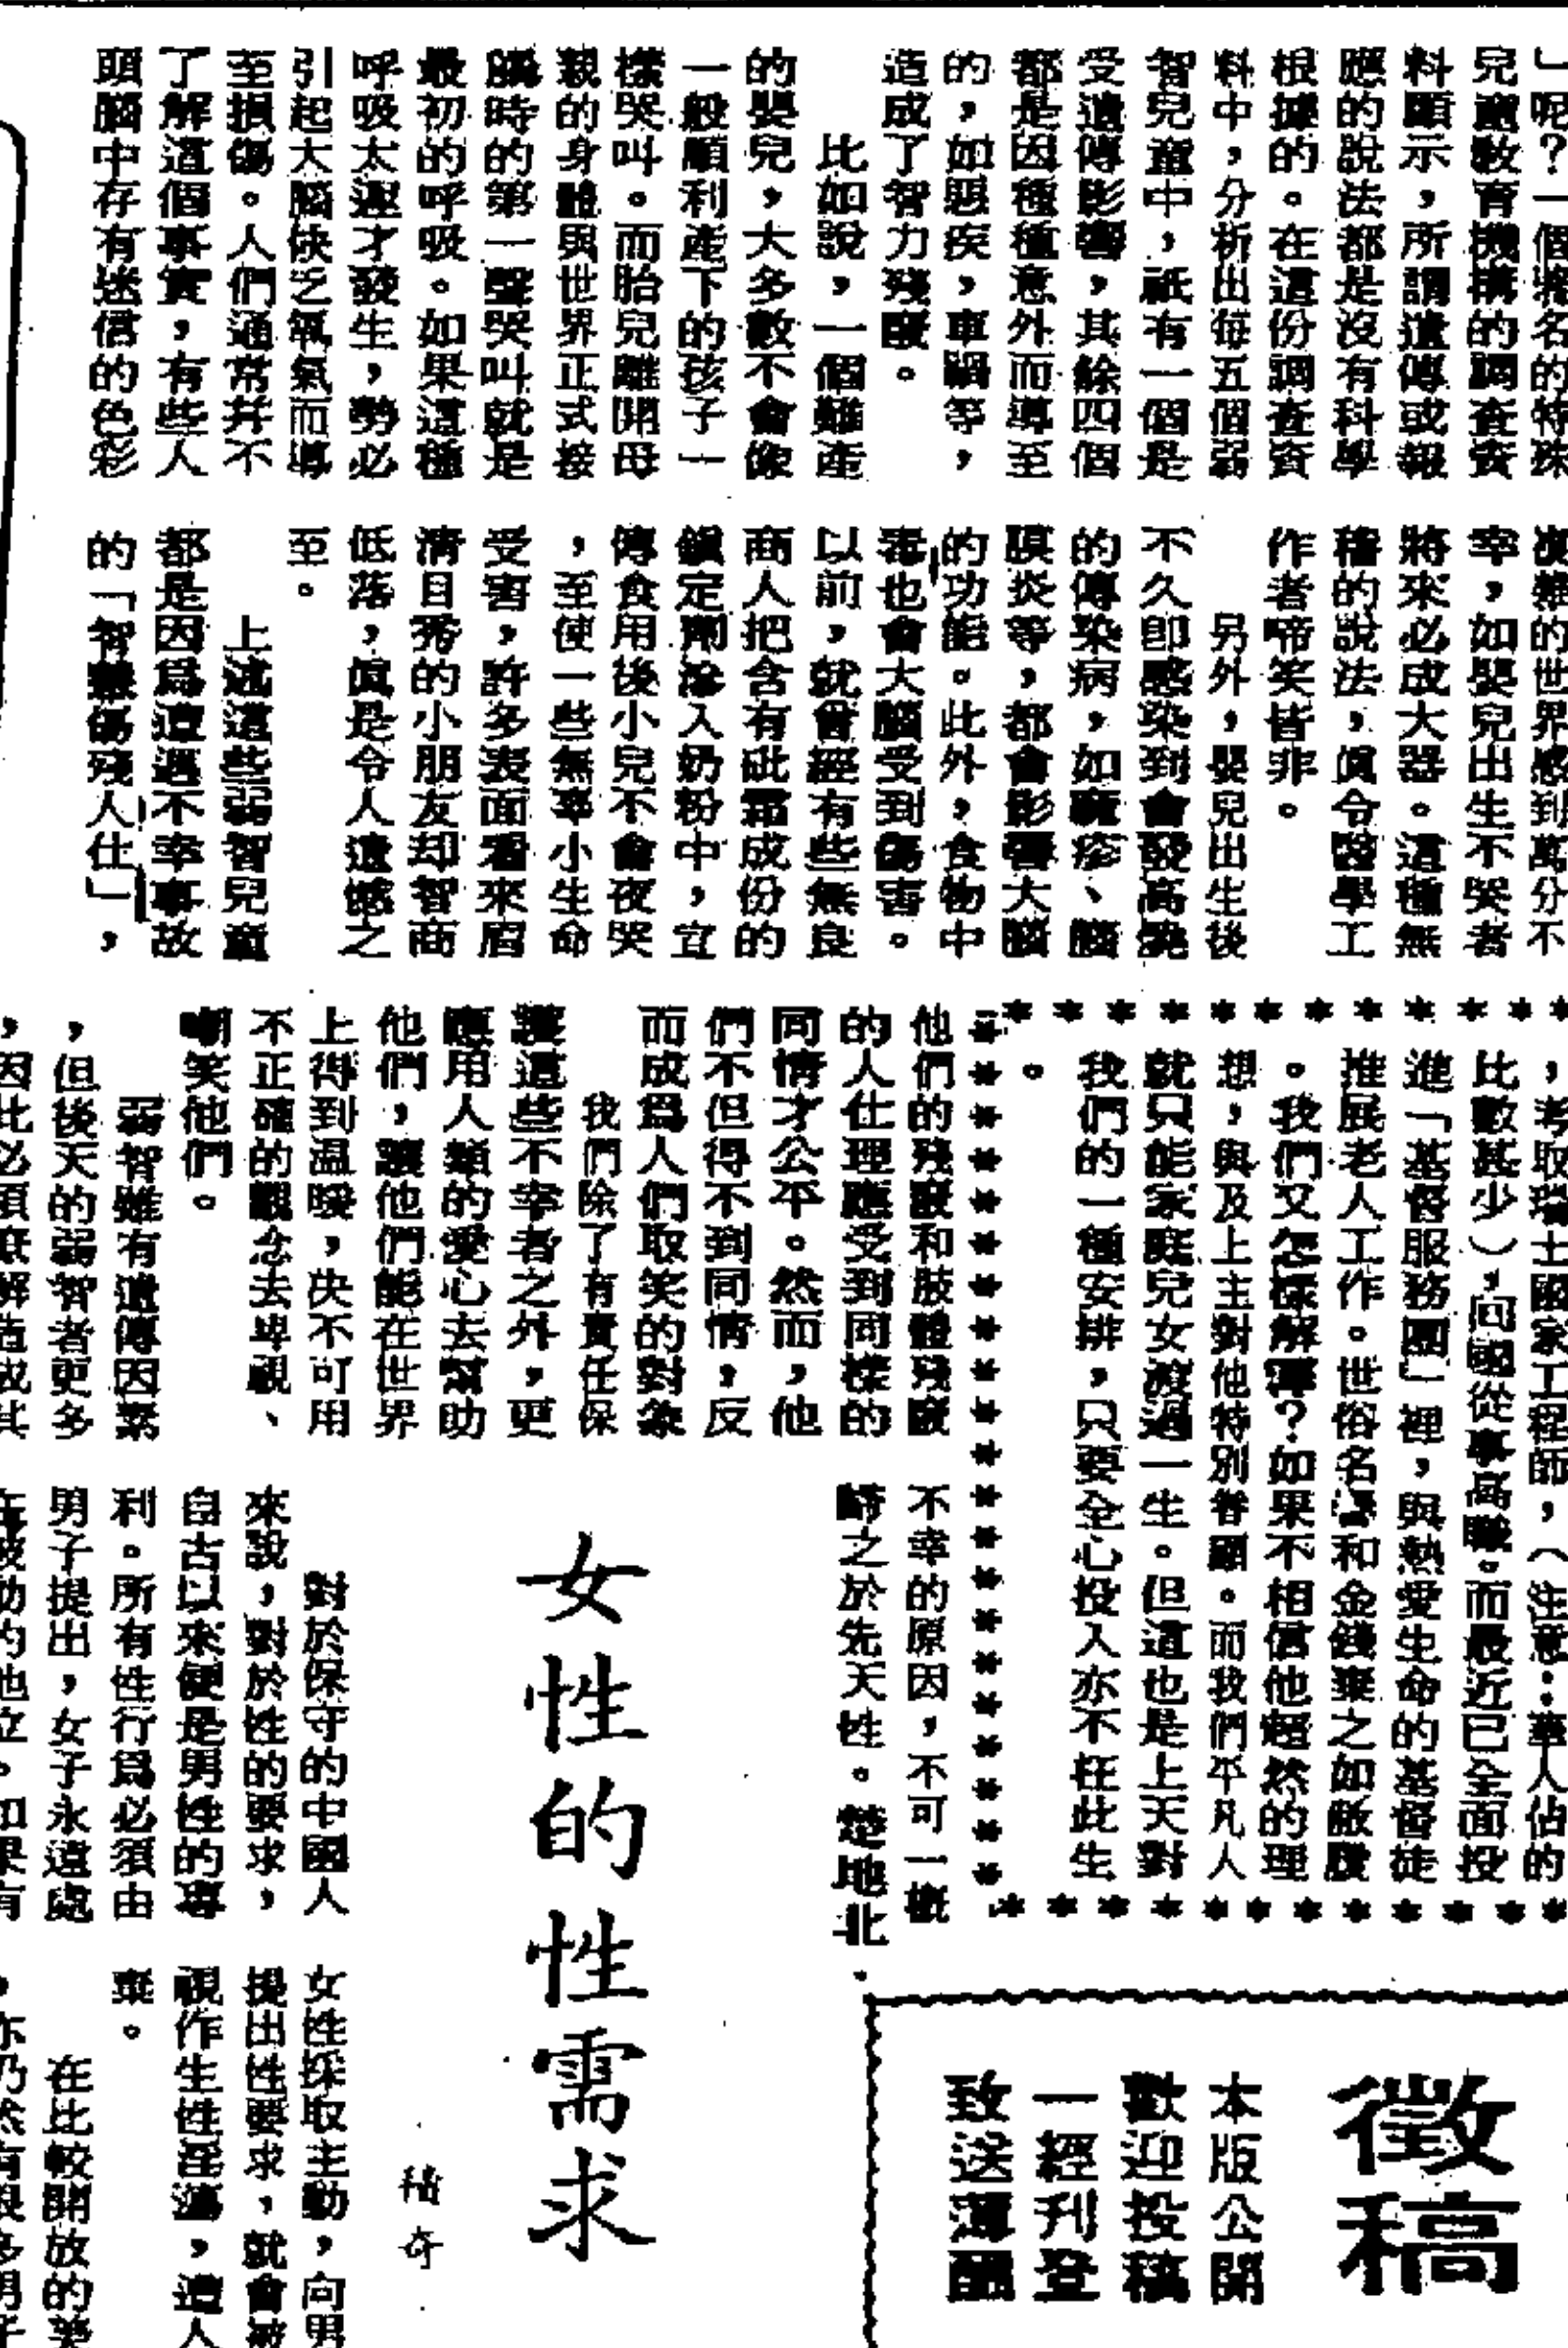 」呢?一個著名的特殊
兒童教育機構的調查資
料顯示,所謂遺傳或報
應的說法都是沒有科學
根據的。在這份調查資
料中,分析出每五個弱
智兒童中,祇有一個是
受遺傳影響,其餘四個
都是因種種意外而導至
的,如惡疾,車禍等,
造成了智力殘廢。
比如說,一個難產
的嬰兒,大多數不會像
一般順利產下的孩子一
樣哭叫。而胎兒離開母
親的身體與世界正式接
觸時的第一聲哭叫就是
最初的呼吸。如果這種
呼吸太遲才發生,勢必
引起大腦缺乏氧氣而導
至損傷。人們通常幷不
了解這個事實,有些人
頭腦中存有迷信的色彩
的世界感到萬分不
幸,如嬰兒出生不哭者
將來必成大器。這種無
稽的說法,眞令醫學工
作者啼笑皆非。
另外,嬰兒出生後
不久卽感染到會發高燒
的傳染病,如痲疹、腦
膜炎等,都會影響大腦
的功能。此外,食物中
毒也會大腦受到傷害。
以前,就曾經有些無良
商人把含有砒霜成份的
鎭定劑滲入奶粉中,宣
傳食用後小兒不會夜哭
,至使一些無辜小生命
受害,許多表面看來眉
淸目秀的小朋友却智商
低落,眞是令人遺憾之
至。
上述這些弱智兒童
都是因爲遭遇不幸事故
的「智慧傷殘人仕」,
他們的殘廢和肢體殘廢
的人仕理應受到同樣的
同情才公平。然而,他
們不但得不到同情,反
而成爲人們取笑的對象
我們除了有責任保
護這些不幸者之外,更
應用人類的愛心去幫助
他們,讓他們能在世界
上得到温暖,决不可用
不正確的觀念去卑視、
嘲笑他們。
弱智雖有遺傳因素
,但後天的弱智者更多
,因此必須瞭解造成其
不幸的原因,不可一概
歸之於先天性。楚地北
,考取瑞士國家工程師,(注意:華人佔的
比數甚少),回國從事高職。而最近已全面投
進「基督服務團」裡,與熱愛生命的基督徒
推展老人工作。世俗名譽和金錢棄之如敝屣
。我們又怎樣解釋?如果不相信他超然的理
想,與及上主對他特別眷顧。而我們平凡人
就只能家庭兒女渡過一生。但這也是上天對
我們的一種安排,只要全心投入亦不枉此生
。
徵稿
本版公開
歡迎投稿
一經刊登
致送薄酬
女性的性需求
奇
對於保守的中國人
來說,對於性的要求,
自古以來便是男性的專
利。所有性行爲必須由
男子提出,女子永遠處
在被動的地位。如果有
女性採取主動,向男
提出性要求,就會被
視作生性淫蕩,遭人
棄。
在比較開放的美
,亦仍然有很多男子